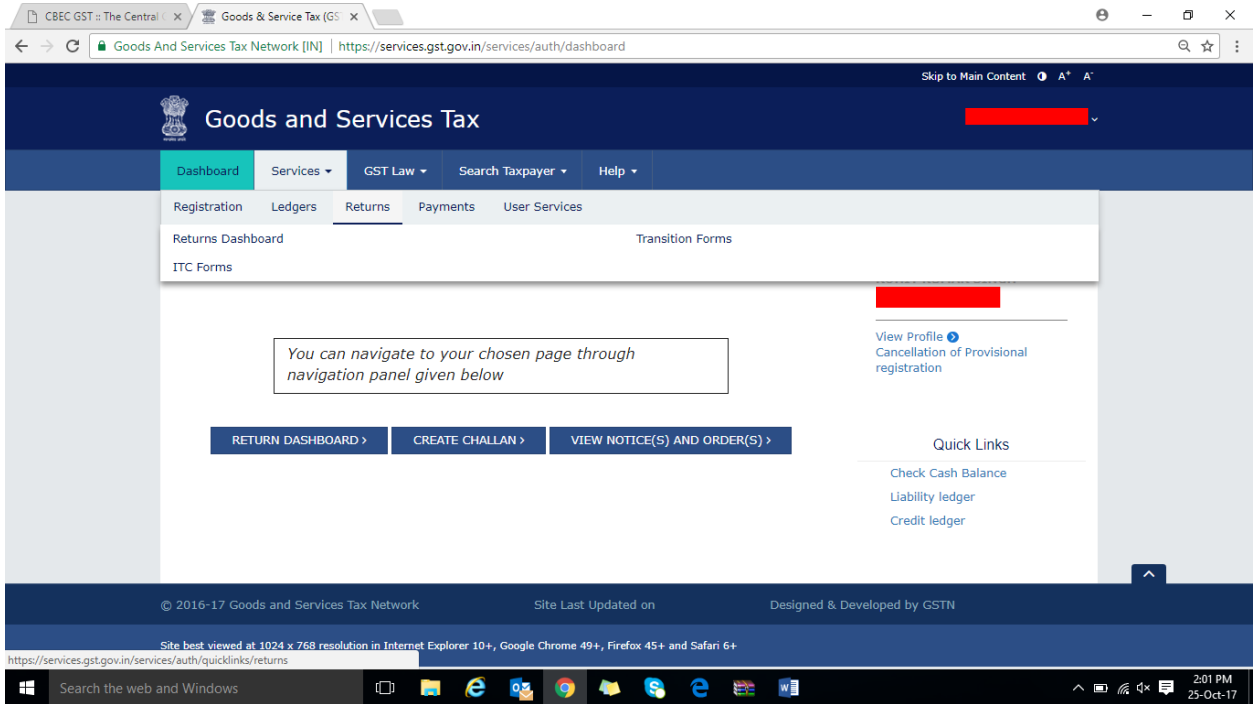 CBEC GST :: The Central
Goods & Service Tax (GS
Goods And Services Tax Network [IN]
https://services.gst.gov.in/services/auth/dashboard
Skip to Main Content A+ A-
Goods and Services Tax
Dashboard Services GST Law Search Taxpayer Help
Registration Ledgers Returns Payments User Services
Returns Dashboard Transition Forms
ITC Forms
You can navigate to your chosen page through
navigation panel given below
View Profile
Cancellation of Provisional
registration
RETURN DASHBOARD > CREATE CHALLAN > VIEW NOTICE(S) AND ORDER(S) >
Quick Links
Check Cash Balance
Liability ledger
Credit ledger
© 2016-17 Goods and Services Tax Network Site Last Updated on Designed & Developed by GSTN
Site best viewed at 1024 x 768 resolution in Internet Explorer 10+, Google Chrome 49+, Firefox 45+ and Safari 6+
https://services.gst.gov.in/services/auth/quicklinks/returns
Search the web and Windows
2:01 PM
25-Oct-17